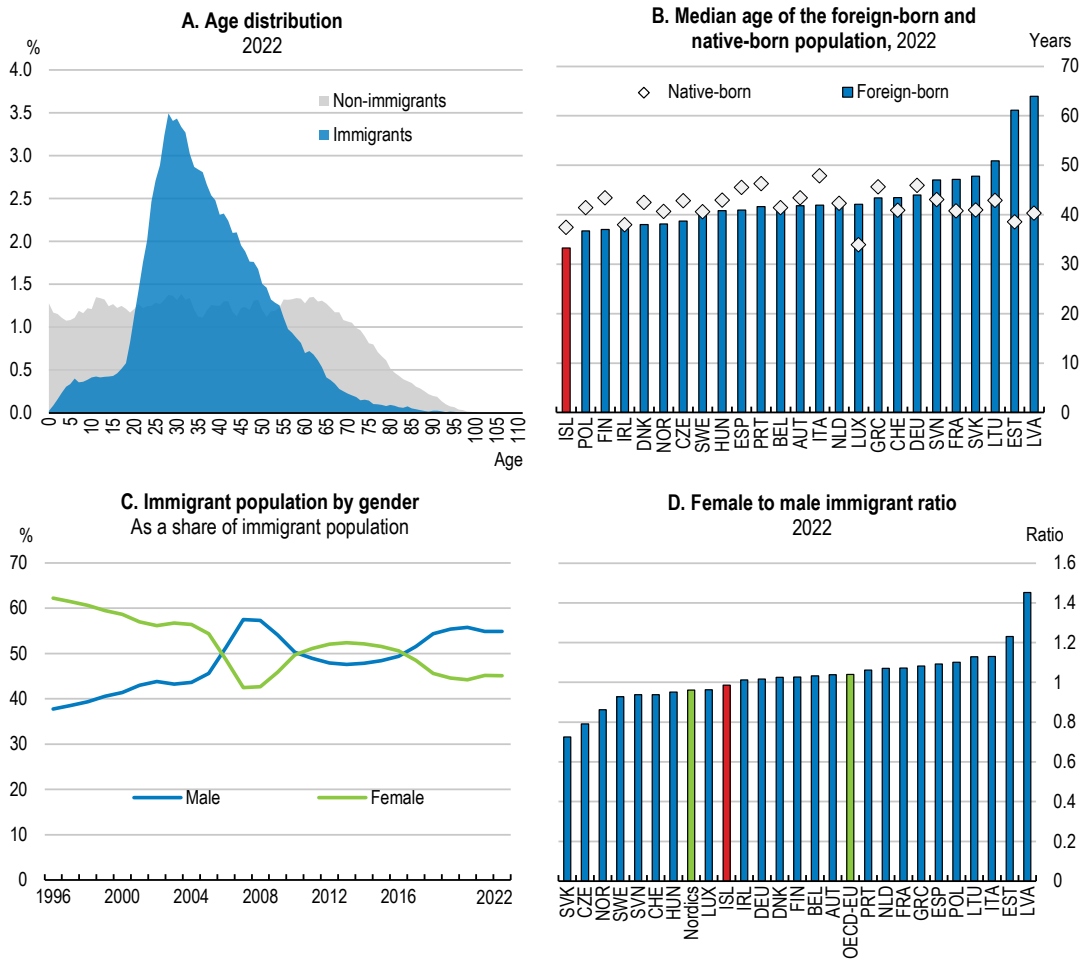 A. Age distribution
2022
%
4.0
3.5
3.0
2.5
2.0
1.5
1.0
0.5
0.0
Non-immigrants
Immigrants
0 5 10 15 20 25 30 35 40 45 50 55 60 65 70 75 80 85 90 95 100 105 110
Age
B. Median age of the foreign-born and
native-born population, 2022
Years
70
60
50
40
30
20
10
0
Native-born Foreign-born
ISL POL FIN IRL DNK NOR CZE SWE HUN ESP PRT BEL AUT ITA NLD LUX GRC CHE DEU SVN FRA SVK LTU EST LVA
C. Immigrant population by gender
As a share of immigrant population
%
70
60
50
40
30
20
10
0
Male Female
1996 2000 2004 2008 2012 2016 2022
D. Female to male immigrant ratio
2022
Ratio
1.6
1.4
1.2
1
0.8
0.6
0.4
0.2
0
SVK CZE NOR SWE SVN CHE HUN Nordics LUX ISL IRL DEU DNK FIN BEL AUT OECD-EU PRT NLD FRA GRC ESP POL LTU ITA EST LVA